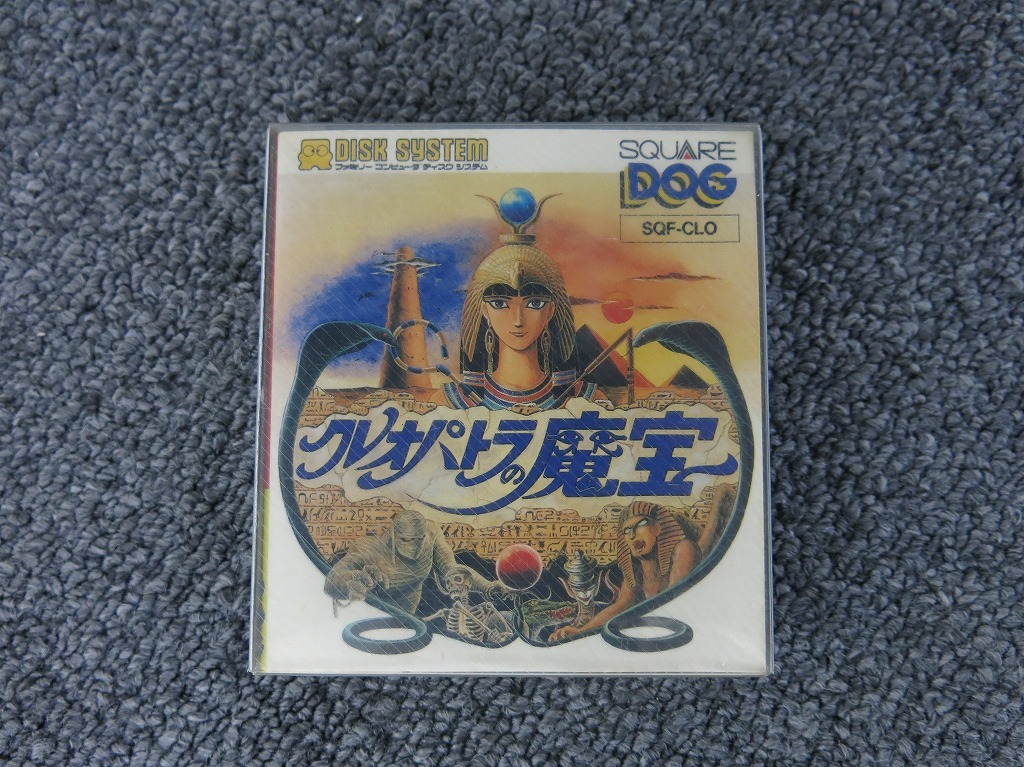 DISK SYSTEM
ファミリー コンピュータ ディスク システム
SQUARE
DOG
SQF-CLO
クレオパトラの魔宝